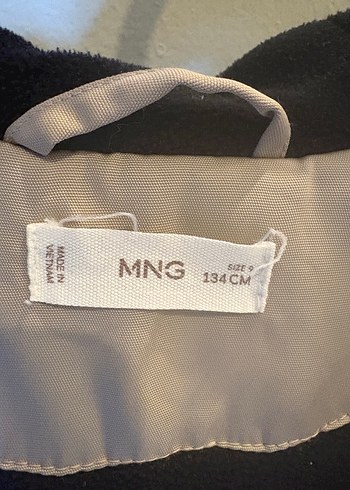 MADE IN
VIETNAM
MNG
SIZE 9
134 CM